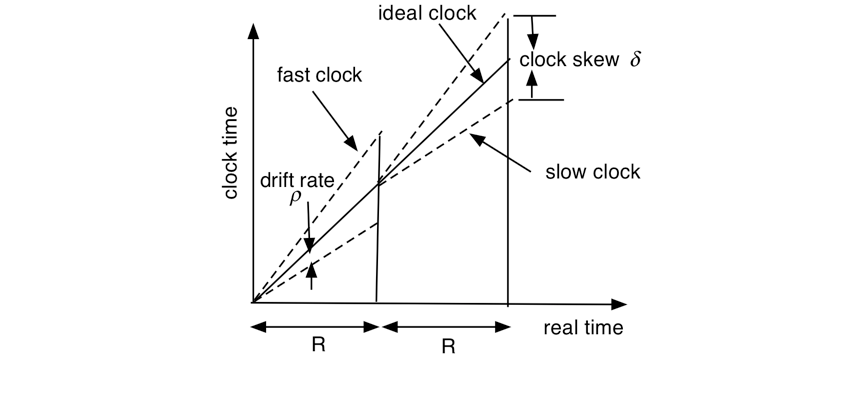 ideal clock
clock skew δ
fast clock
clock time
drift rate
ρ
slow clock
real time
R
R